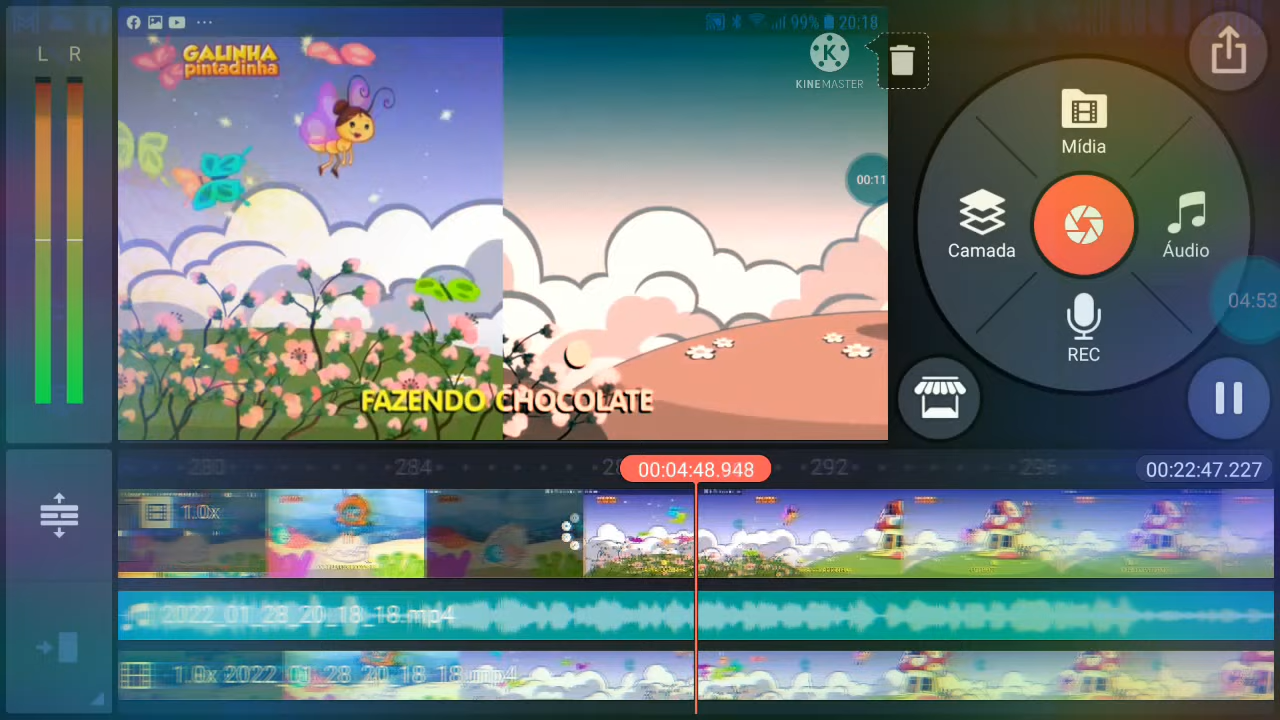 L R
99% 20:18
GALINHA
pintadinha
K
KINEMASTER
00:11
FAZENDO CHOCOLATE
Mídia
Camada
Áudio
REC
04:53
280 284 292 296
00:04:48.948
00:22:47.227
1.0x
2022_01_28_20_18_18.mp4
1.0x 2022_01_28_20_18_18.mp4